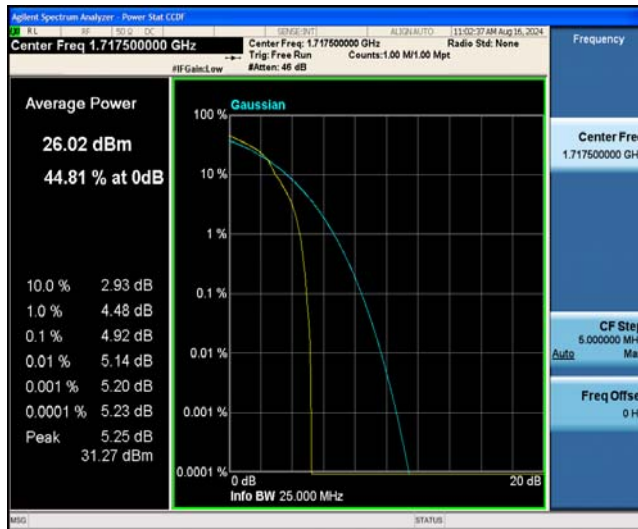 Agilent Spectrum Analyzer - Power Stat CCDF
RL RF 50 Ω DC SENSE:INT ALIGN AUTO 11:02:37 AM Aug 16, 2024
Center Freq 1.717500000 GHz
Center Freq: 1.717500000 GHz Radio Std: None
Trig: Free Run Counts:1.00 M/1.00 Mpt
#IFGain:Low #Atten: 46 dB
Frequency
Average Power
26.02 dBm
44.81 % at 0dB
10.0 % 2.93 dB
1.0 % 4.48 dB
0.1 % 4.92 dB
0.01 % 5.14 dB
0.001 % 5.20 dB
0.0001 % 5.23 dB
Peak 5.25 dB
31.27 dBm
Gaussian
100 %
10 %
1 %
0.1 %
0.01 %
0.001 %
0.0001 %
0 dB 20 dB
Info BW 25.000 MHz
Center Fre
1.717500000 GH
CF Ste
5.000000 MH
Auto Ma
Freq Offse
0 H
MSG STATUS